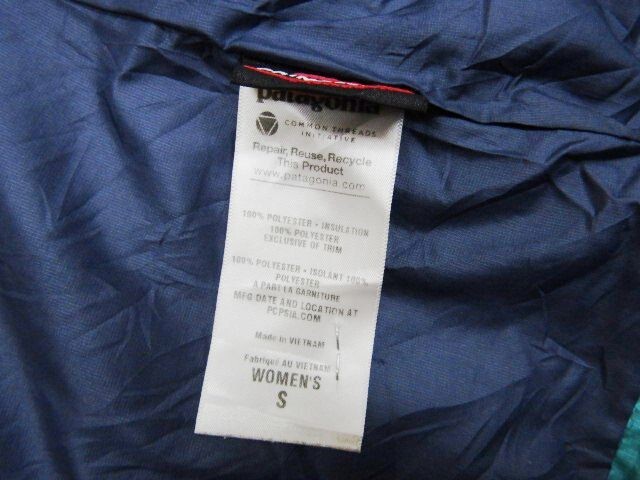 patagonia
COMMON THREADS
INITIATIVE
Repair, Reuse, Recycle
This Product
www.patagonia.com
100% POLYESTER • INSULATION
100% POLYESTER
EXCLUSIVE OF TRIM
100% POLYESTER • ISOLANT 100%
POLYESTER
A PART LA GARNITURE
MFG DATE AND LOCATION AT
PCPSIA.COM
Made in VIETNAM
Fabriqué AU VIETNAM
WOMEN'S
S